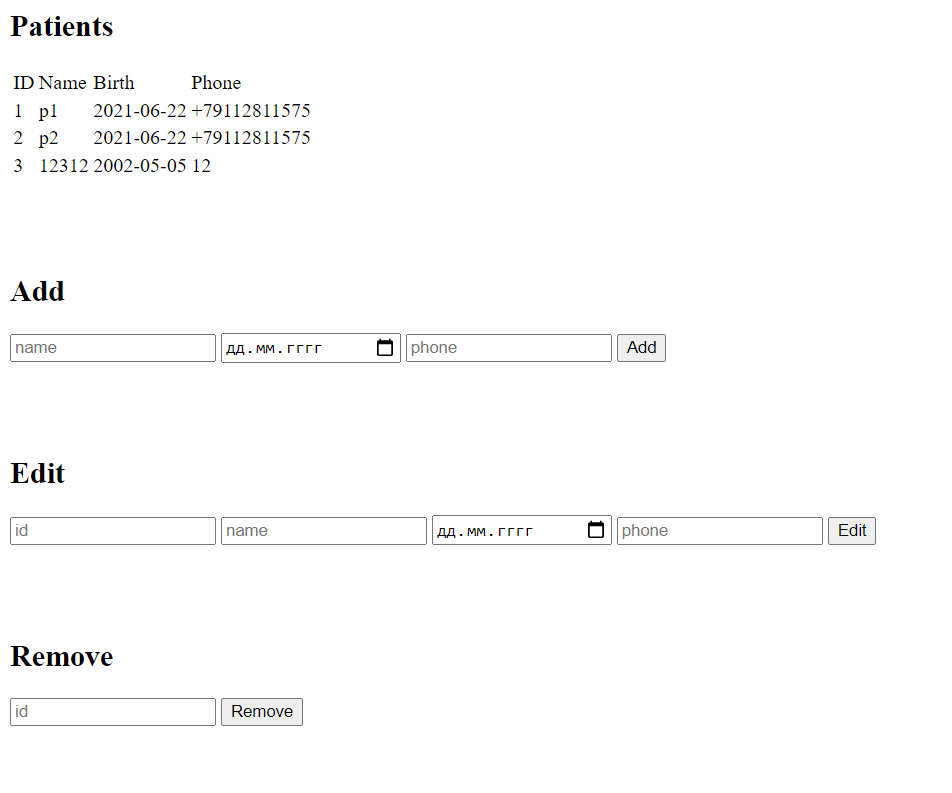 Patients
ID Name Birth Phone
1 p1 2021-06-22 +79112811575
2 p2 2021-06-22 +79112811575
3 12312 2002-05-05 12
Add
name дд.мм.гггг phone Add
Edit
id name дд.мм.гггг phone Edit
Remove
id Remove